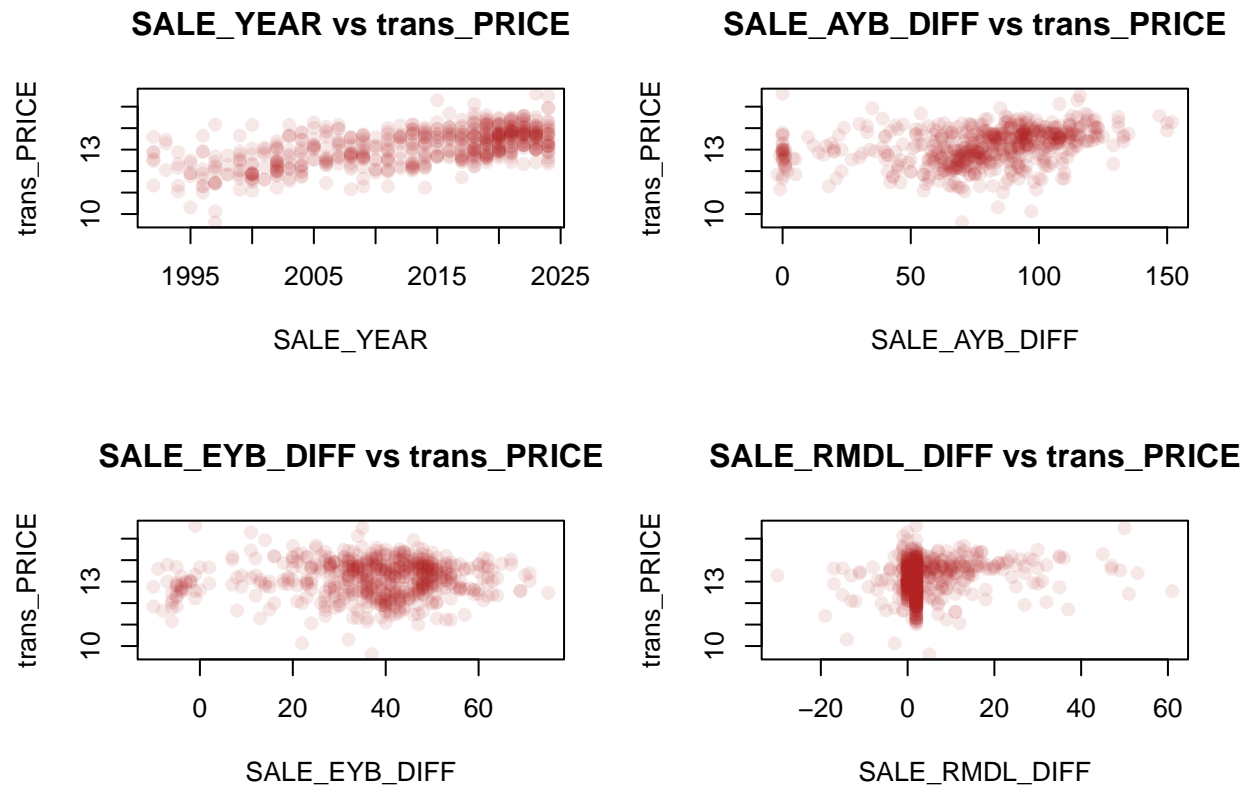 SALE_YEAR vs trans_PRICE
trans_PRICE
13
10
1995 2005 2015 2025
SALE_YEAR
SALE_AYB_DIFF vs trans_PRICE
trans_PRICE
13
10
0 50 100 150
SALE_AYB_DIFF
SALE_EYB_DIFF vs trans_PRICE
trans_PRICE
13
10
0 20 40 60
SALE_EYB_DIFF
SALE_RMDL_DIFF vs trans_PRICE
trans_PRICE
13
10
−20 0 20 40 60
SALE_RMDL_DIFF